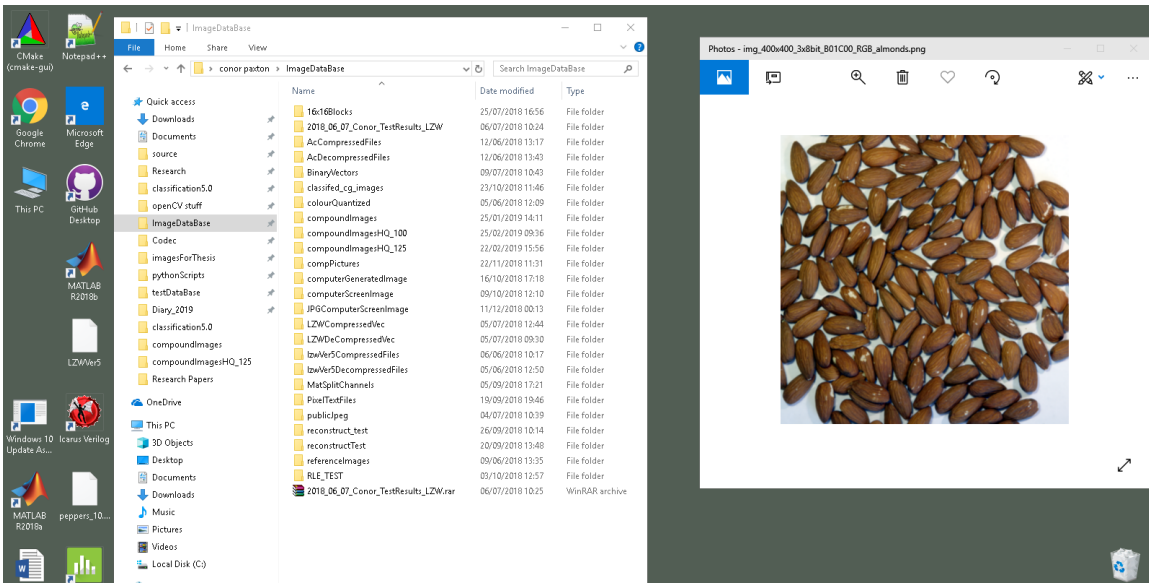 CMake
(cmake-gui)
Notepad++
Google
Chrome
Microsoft
Edge
This PC
GitHub
Desktop
MATLAB
R2018b
LZWVer5
Windows 10
Update As...
Icarus Verilog
MATLAB
R2018a
peppers_10....
ImageDataBase
File Home Share View
conor paxton > ImageDataBase
Search ImageDataBase
Quick access
Downloads
Documents
source
Research
classification5.0
openCV stuff
ImageDataBase
Codec
imagesForThesis
pythonScripts
testDataBase
Diary_2019
classification5.0
compoundImages
compoundImagesHQ_125
Research Papers
OneDrive
This PC
3D Objects
Desktop
Documents
Downloads
Music
Pictures
Videos
Local Disk (C:)
Name Date modified Type
16x16Blocks 25/07/2018 16:56 File folder
2018_06_07_Conor_TestResults_LZW 06/07/2018 10:24 File folder
AcCompressedFiles 12/06/2018 13:17 File folder
AcDecompressedFiles 12/06/2018 13:43 File folder
BinaryVectors 09/07/2018 10:43 File folder
classifed_cg_images 23/10/2018 11:46 File folder
colourQuantized 05/06/2018 12:09 File folder
compoundImages 25/01/2019 14:11 File folder
compoundImagesHQ_100 25/02/2019 09:36 File folder
compoundImagesHQ_125 22/02/2019 15:56 File folder
compPictures 22/11/2018 11:31 File folder
computerGeneratedImage 16/10/2018 17:18 File folder
computerScreenImage 09/10/2018 12:10 File folder
JPGComputerScreenImage 11/12/2018 00:13 File folder
LZWCompressedVec 05/07/2018 12:44 File folder
LZWDeCompressedVec 05/07/2018 09:30 File folder
lzwVer5CompressedFiles 06/06/2018 10:17 File folder
lzwVer5DecompressedFiles 05/06/2018 12:50 File folder
MatSplitChannels 05/09/2018 17:21 File folder
PixelTextFiles 19/09/2018 19:46 File folder
publicJpeg 04/07/2018 10:39 File folder
reconstruct_test 26/09/2018 10:14 File folder
reconstructTest 20/09/2018 13:48 File folder
referenceImages 09/06/2018 13:35 File folder
RLE_TEST 03/10/2018 12:57 File folder
2018_06_07_Conor_TestResults_LZW.rar 06/07/2018 10:25 WinRAR archive
Photos - img_400x400_3x8bit_B01C00_RGB_almonds.png